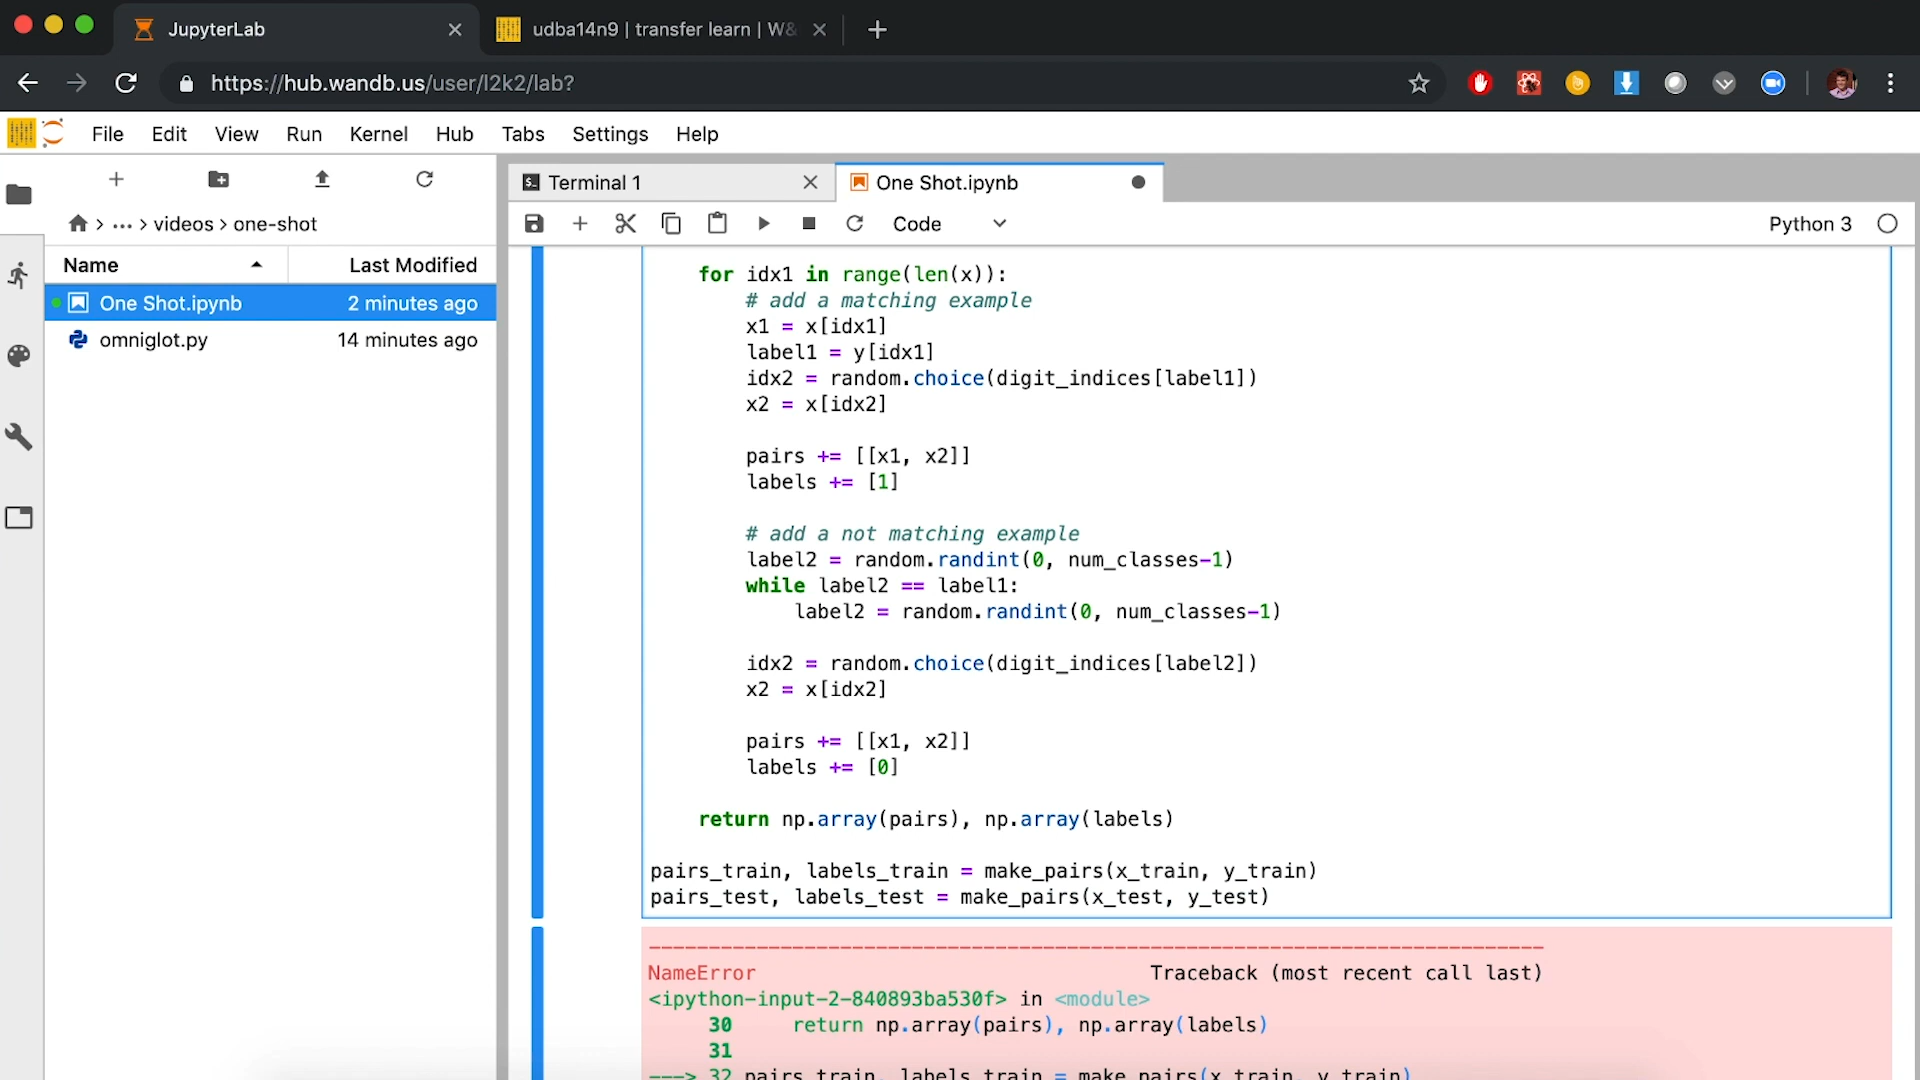 JupyterLab
udba14n9 | transfer learn | W&
https://hub.wandb.us/user/l2k2/lab?
File Edit View Run Kernel Hub Tabs Settings Help
Terminal 1
One Shot.ipynb
… > videos > one-shot
Code
Python 3
Name Last Modified
One Shot.ipynb 2 minutes ago
omniglot.py 14 minutes ago
for idx1 in range(len(x)):
# add a matching example
x1 = x[idx1]
label1 = y[idx1]
idx2 = random.choice(digit_indices[label1])
x2 = x[idx2]
pairs += [[x1, x2]]
labels += [1]
# add a not matching example
label2 = random.randint(0, num_classes-1)
while label2 == label1:
label2 = random.randint(0, num_classes-1)
idx2 = random.choice(digit_indices[label2])
x2 = x[idx2]
pairs += [[x1, x2]]
labels += [0]
return np.array(pairs), np.array(labels)
pairs_train, labels_train = make_pairs(x_train, y_train)
pairs_test, labels_test = make_pairs(x_test, y_test)
---------------------------------------------------------------------------
NameError Traceback (most recent call last)
<ipython-input-2-840893ba530f> in <module>
30 return np.array(pairs), np.array(labels)
31
---> 32 pairs_train, labels_train = make_pairs(x_train, y_train)